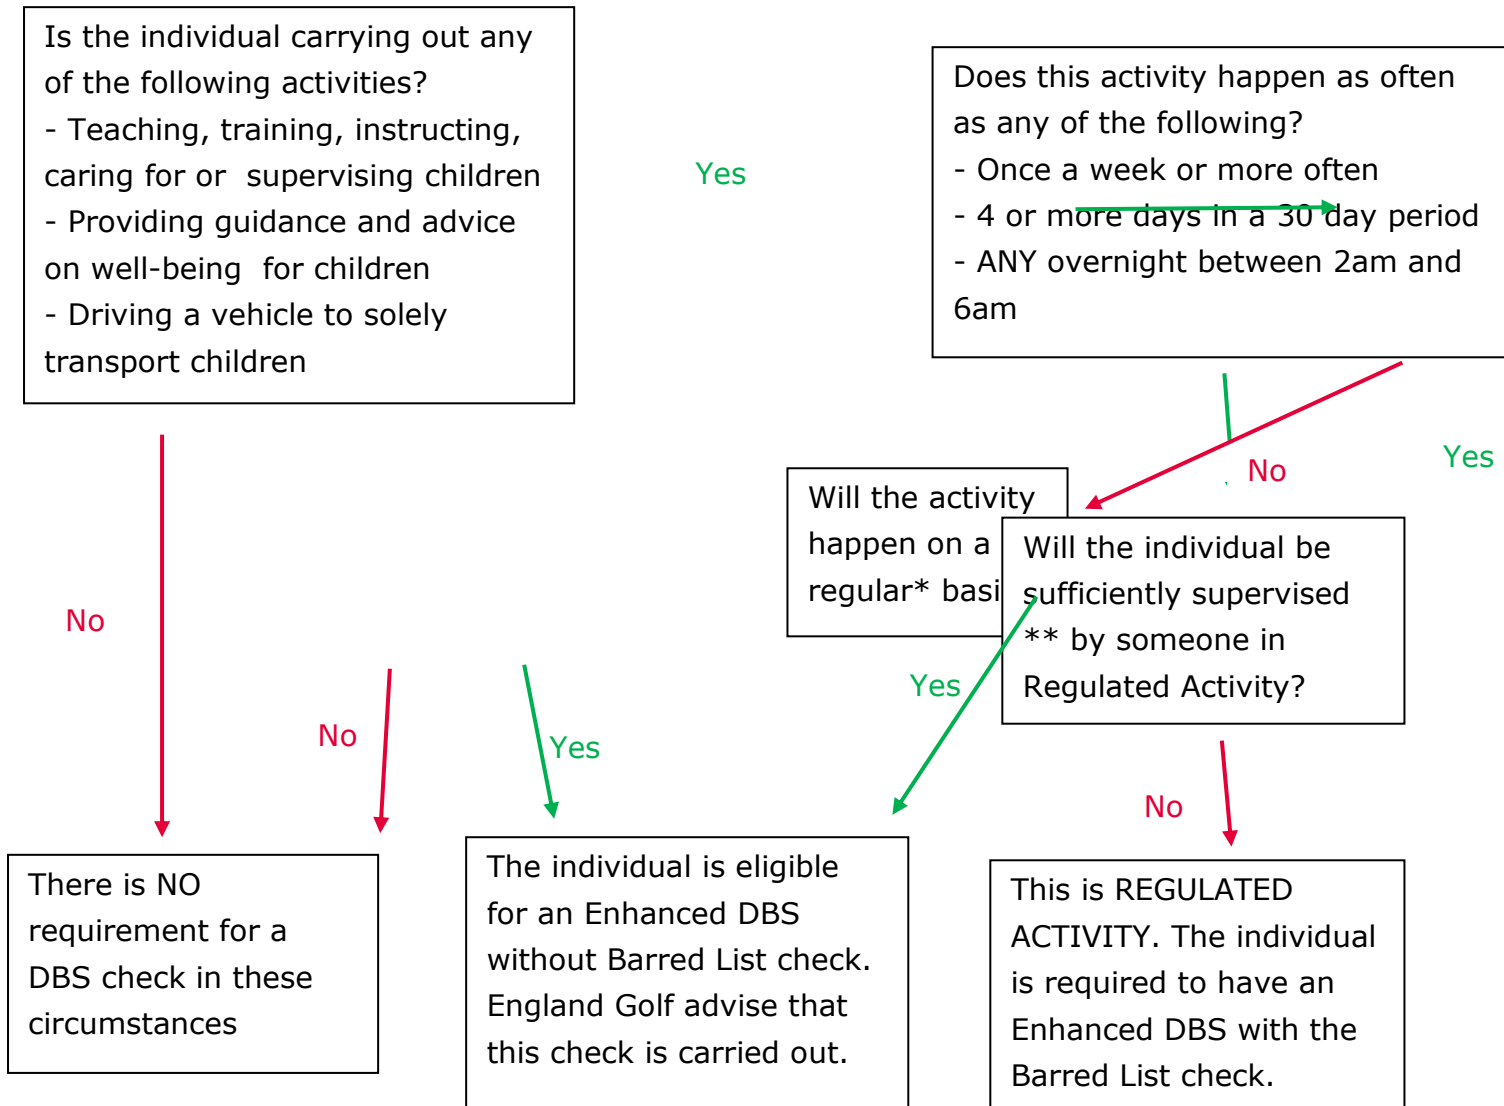 Is the individual carrying out any
of the following activities?
- Teaching, training, instructing,
caring for or supervising children
- Providing guidance and advice
on well-being for children
- Driving a vehicle to solely
transport children
Yes
Does this activity happen as often
as any of the following?
- Once a week or more often
- 4 or more days in a 30 day period
- ANY overnight between 2am and
6am
No
Yes
Will the activity
happen on a
regular* basi
Will the individual be
sufficiently supervised
** by someone in
Regulated Activity?
No
Yes
No
Yes
No
There is NO
requirement for a
DBS check in these
circumstances
The individual is eligible
for an Enhanced DBS
without Barred List check.
England Golf advise that
this check is carried out.
This is REGULATED
ACTIVITY. The individual
is required to have an
Enhanced DBS with the
Barred List check.